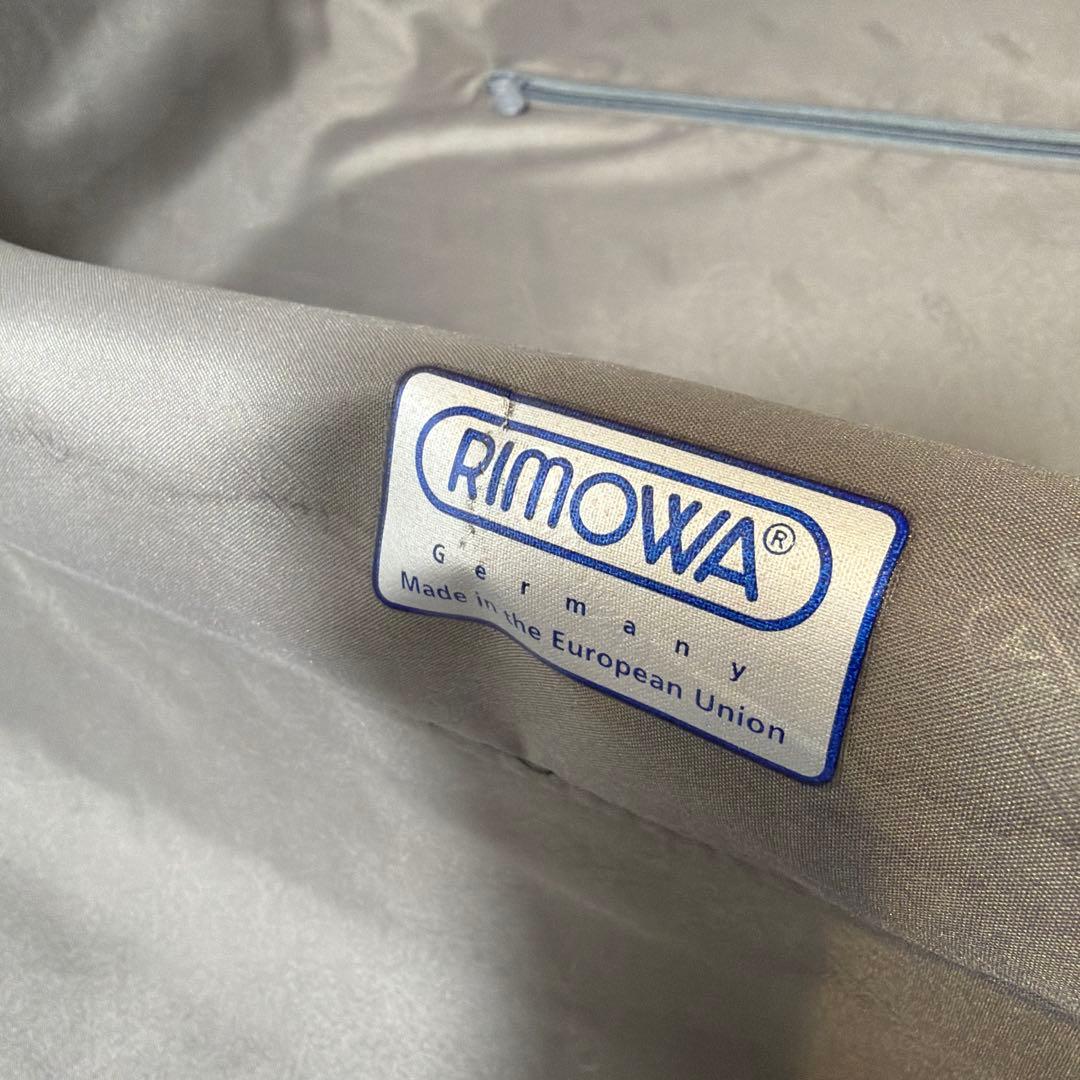 RIMOWA®
Germany
Made in the European Union